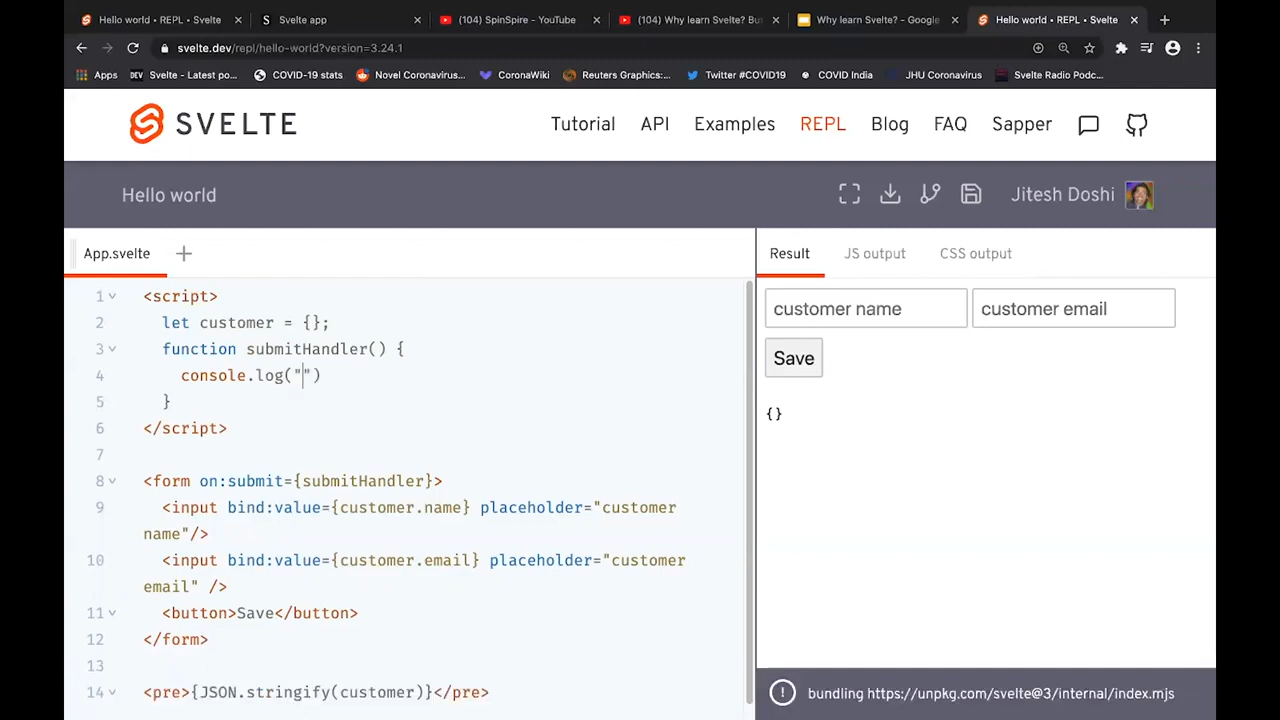 Hello world • REPL • Svelte
Svelte app
(104) SpinSpire - YouTube
(104) Why learn Svelte? Bu
Why learn Svelte? - Google
Hello world • REPL • Svelte
svelte.dev/repl/hello-world?version=3.24.1
Apps
DEV
Svelte - Latest po...
COVID-19 stats
Novel Coronavirus...
CoronaWiki
Reuters Graphics:...
Twitter #COVID19
COVID India
JHU Coronavirus
Svelte Radio Podc...
SVELTE
Tutorial
API
Examples
REPL
Blog
FAQ
Sapper
Hello world
Jitesh Doshi
App.svelte
Result
JS output
CSS output
1 <script>
2 let customer = {};
3 function submitHandler() {
4 console.log("")
5 }
6 </script>
7
8 <form on:submit={submitHandler}>
9 <input bind:value={customer.name} placeholder="customer
name"/>
10 <input bind:value={customer.email} placeholder="customer
email" />
11 <button>Save</button>
12 </form>
13
14 <pre>{JSON.stringify(customer)}</pre>
customer name
customer email
Save
{}
bundling https://unpkg.com/svelte@3/internal/index.mjs